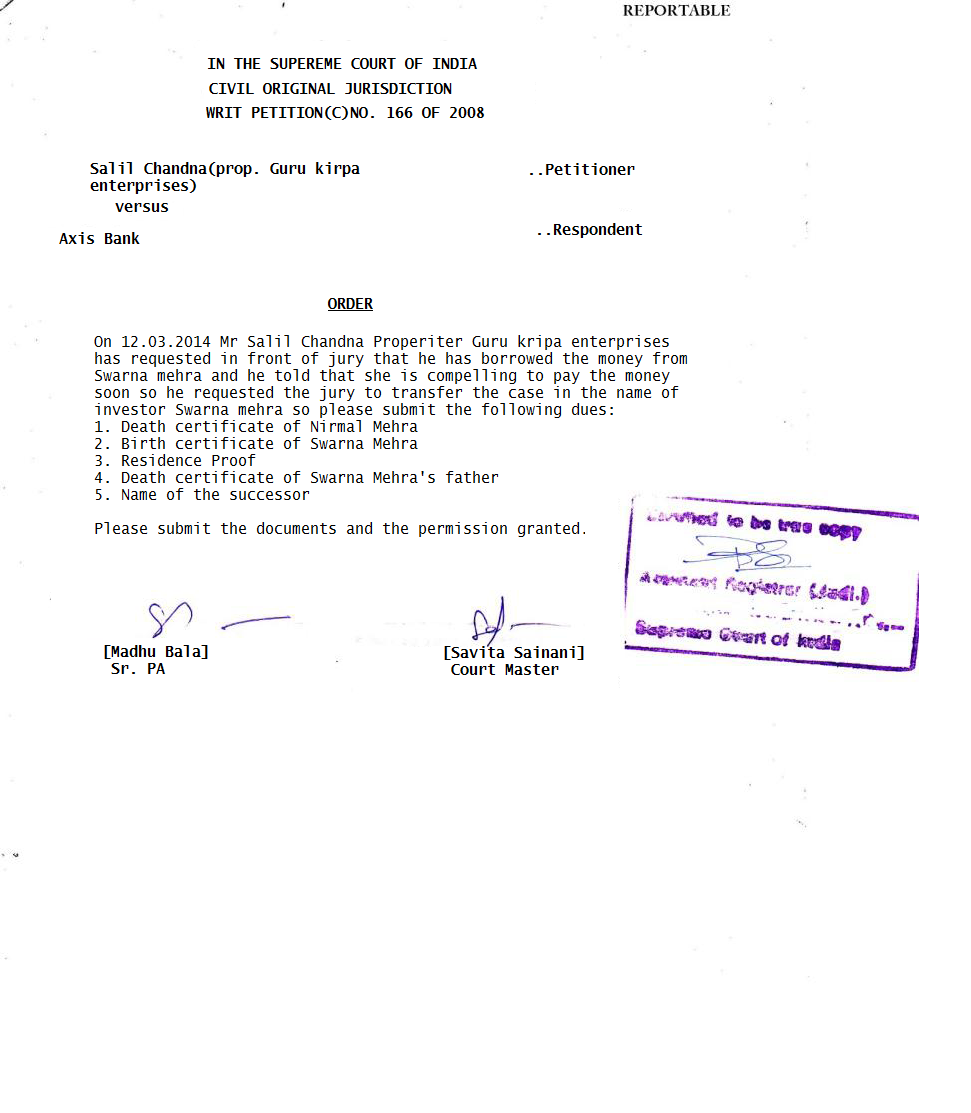 REPORTABLE
IN THE SUPEREME COURT OF INDIA
CIVIL ORIGINAL JURISDICTION
WRIT PETITION(C)NO. 166 OF 2008
Salil Chandna(prop. Guru kirpa
enterprises)
..Petitioner
versus
Axis Bank
..Respondent
ORDER
On 12.03.2014 Mr Salil Chandna Properiter Guru kripa enterprises
has requested in front of jury that he has borrowed the money from
Swarna mehra and he told that she is compelling to pay the money
soon so he requested the jury to transfer the case in the name of
investor Swarna mehra so please submit the following dues:
1. Death certificate of Nirmal Mehra
2. Birth certificate of Swarna Mehra
3. Residence Proof
4. Death certificate of Swarna Mehra's father
5. Name of the successor
Please submit the documents and the permission granted.
Certified to be true copy
Assistant Registrar (Judl.)
Supreme Court of India
[Madhu Bala]
Sr. PA
[Savita Sainani]
Court Master